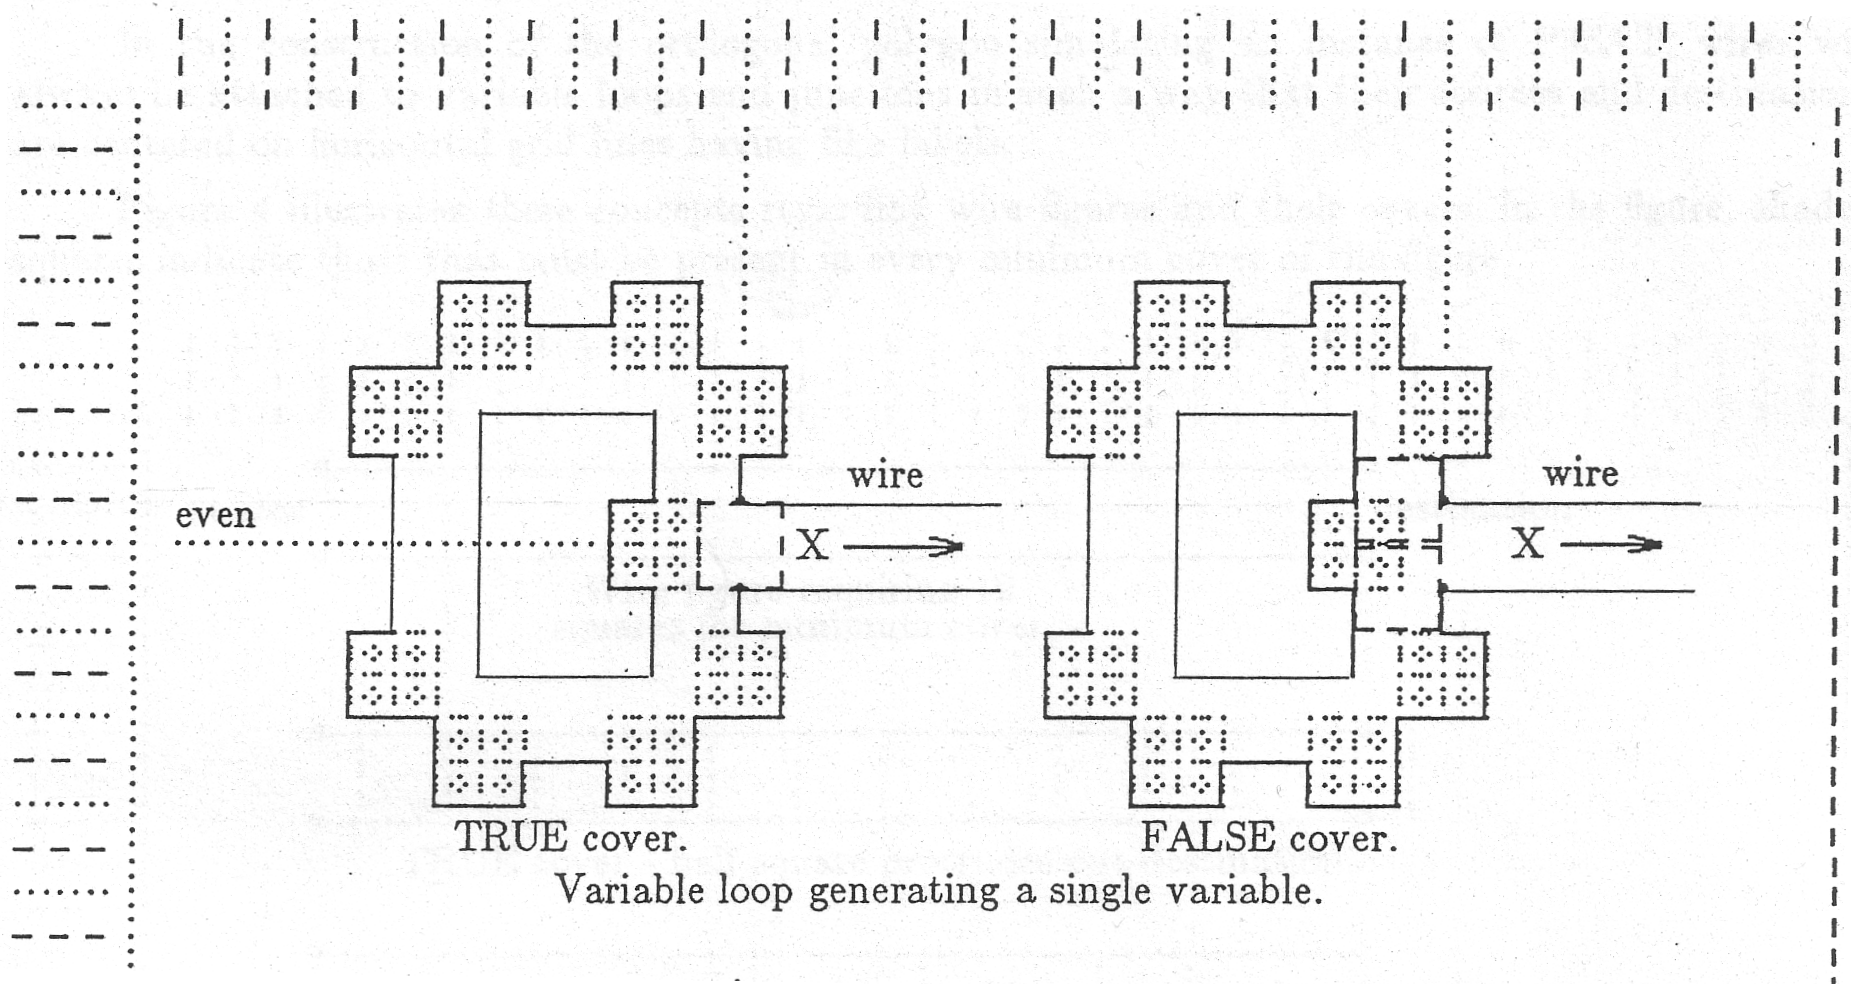 wire
wire
even
X
X
TRUE cover.
FALSE cover.
Variable loop generating a single variable.